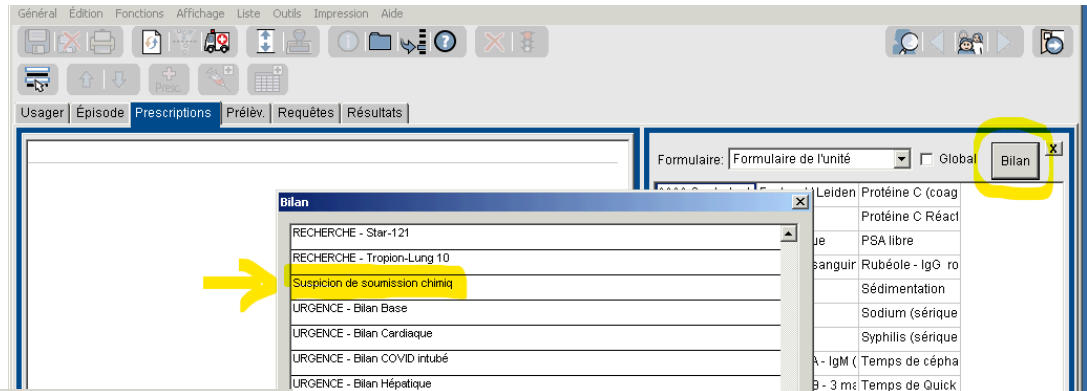 Général Édition Fonctions Affichage Liste Outils Impression Aide
Presc.
Usager Épisode Prescriptions Prélèv. Requêtes Résultats
Formulaire: Formulaire de l'unité Global Bilan x
Leiden Protéine C (coag
Bilan x
Protéine C Réact
RECHERCHE - Star-121
ue PSA libre
RECHERCHE - Tropion-Lung 10
sanguin Rubéole - IgG ro
Suspicion de soumission chimiq
Sédimentation
URGENCE - Bilan Base
Sodium (sérique
URGENCE - Bilan Cardiaque
Syphilis (sérique
URGENCE - Bilan COVID intubé
A - IgM ( Temps de cépha
URGENCE - Bilan Hépatique
Temps de Quick